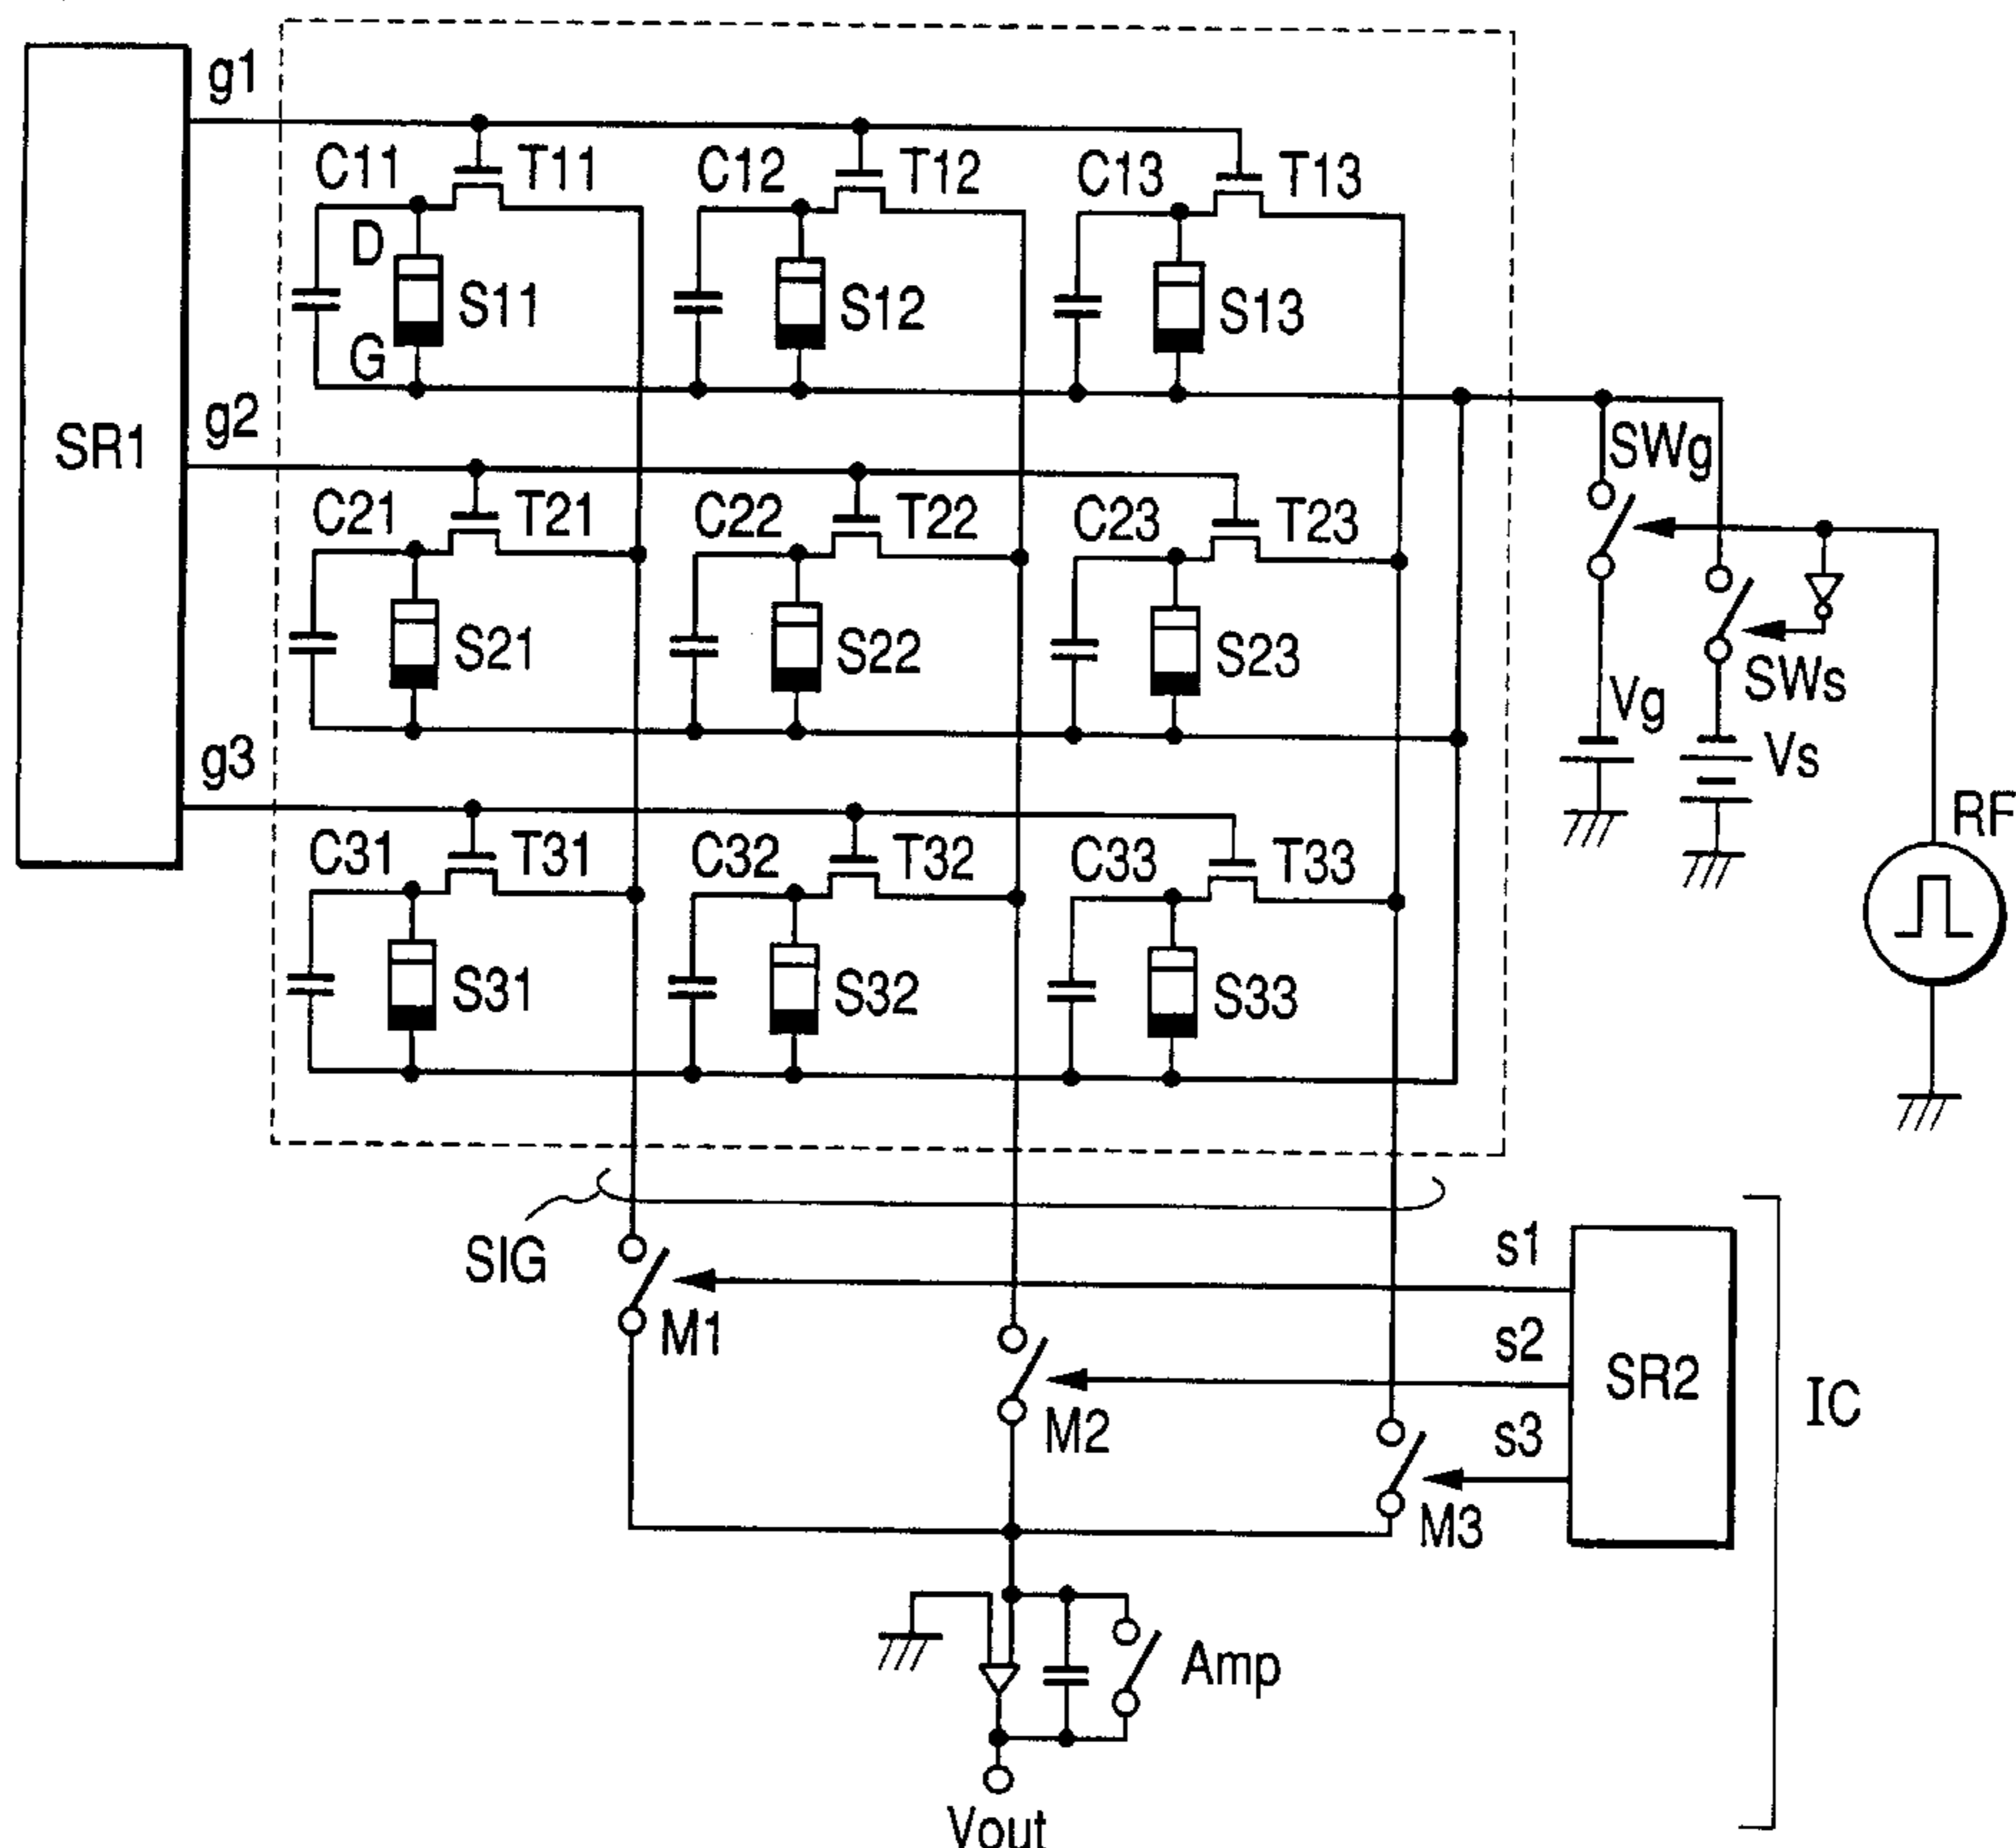 g1
C11 T11 C12 T12 C13 T13
D
S11 S12 S13
G
g2
SR1
SWg
C21 T21 C22 T22 C23 T23
S21 S22 S23
SWs
Vg
Vs
g3
RF
C31 T31 C32 T32 C33 T33
S31 S32 S33
SIG
s1
M1
s2
SR2
IC
M2
s3
M3
Amp
Vout